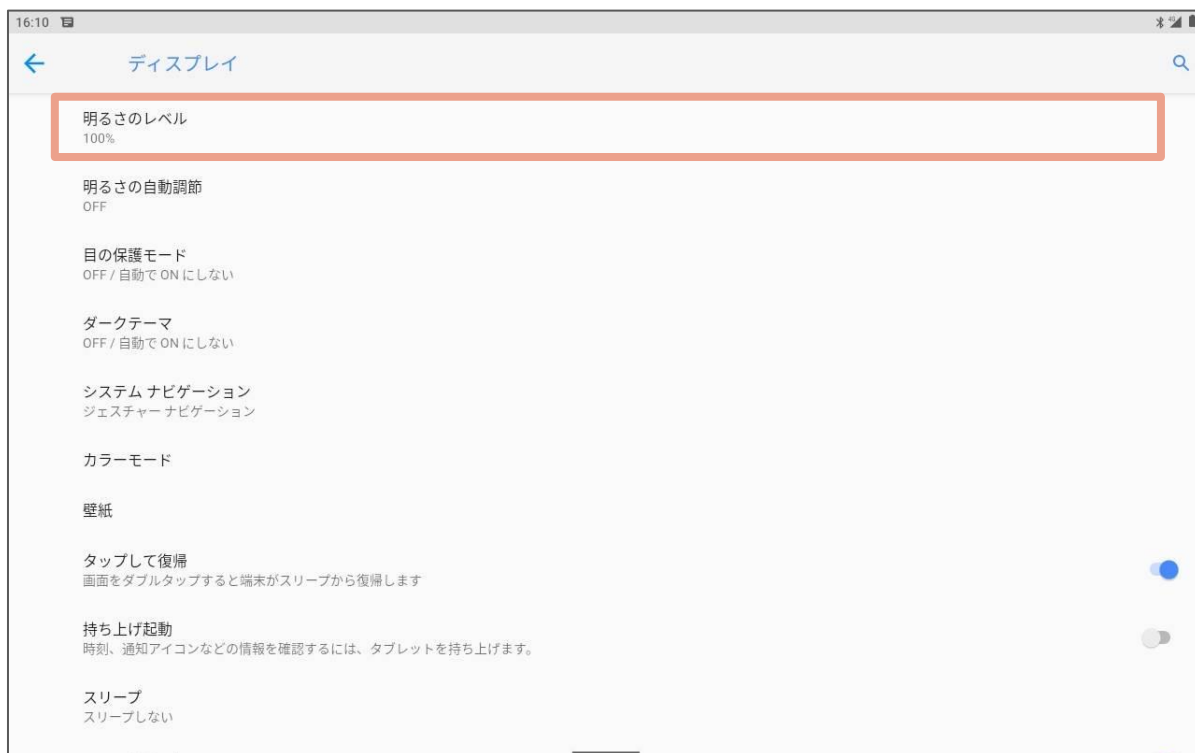 16:10
ディスプレイ
明るさのレベル
100%
明るさの自動調節
OFF
目の保護モード
OFF / 自動で ON にしない
ダークテーマ
OFF / 自動で ON にしない
システム ナビゲーション
ジェスチャー ナビゲーション
カラーモード
壁紙
タップして復帰
画面をダブルタップすると端末がスリープから復帰します
持ち上げ起動
時刻、通知アイコンなどの情報を確認するには、タブレットを持ち上げます。
スリープ
スリープしない